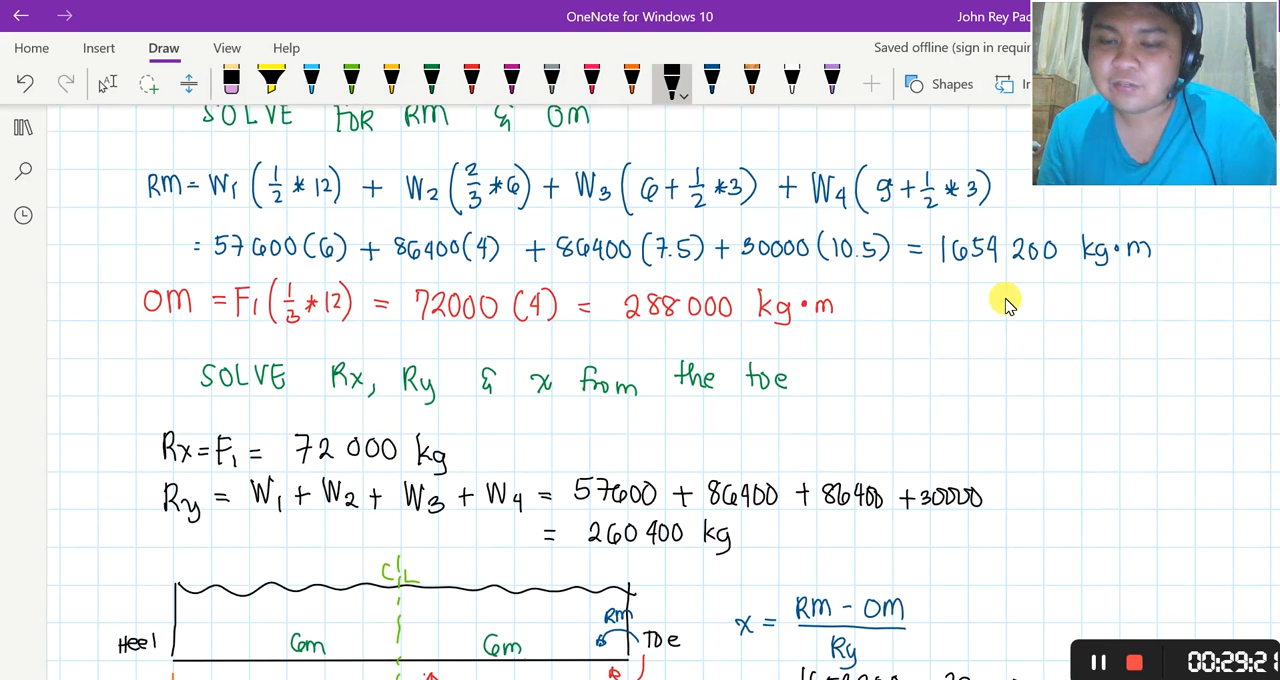 OneNote for Windows 10
John Rey Pad
Home Insert Draw View Help
Saved offline (sign in requir
Shapes
SOLVE FOR RM & OM
RM = W1 (1/2 * 12) + W2 (2/3 * 6) + W3 (6 + 1/2 * 3) + W4 (9 + 1/2 * 3)
= 57600(6) + 86400(4) + 86400(7.5) + 30000(10.5) = 1654 200 kg·m
OM = F1 (1/3 * 12) = 72000 (4) = 288 000 kg·m
SOLVE Rx, Ry & x from the toe
Rx = F1 = 72 000 kg
Ry = W1 + W2 + W3 + W4 = 57600 + 86400 + 86400 + 30000
= 260 400 kg
CL
Heel 6m 6m RM Toe
x = RM - OM / Ry
00:29:21